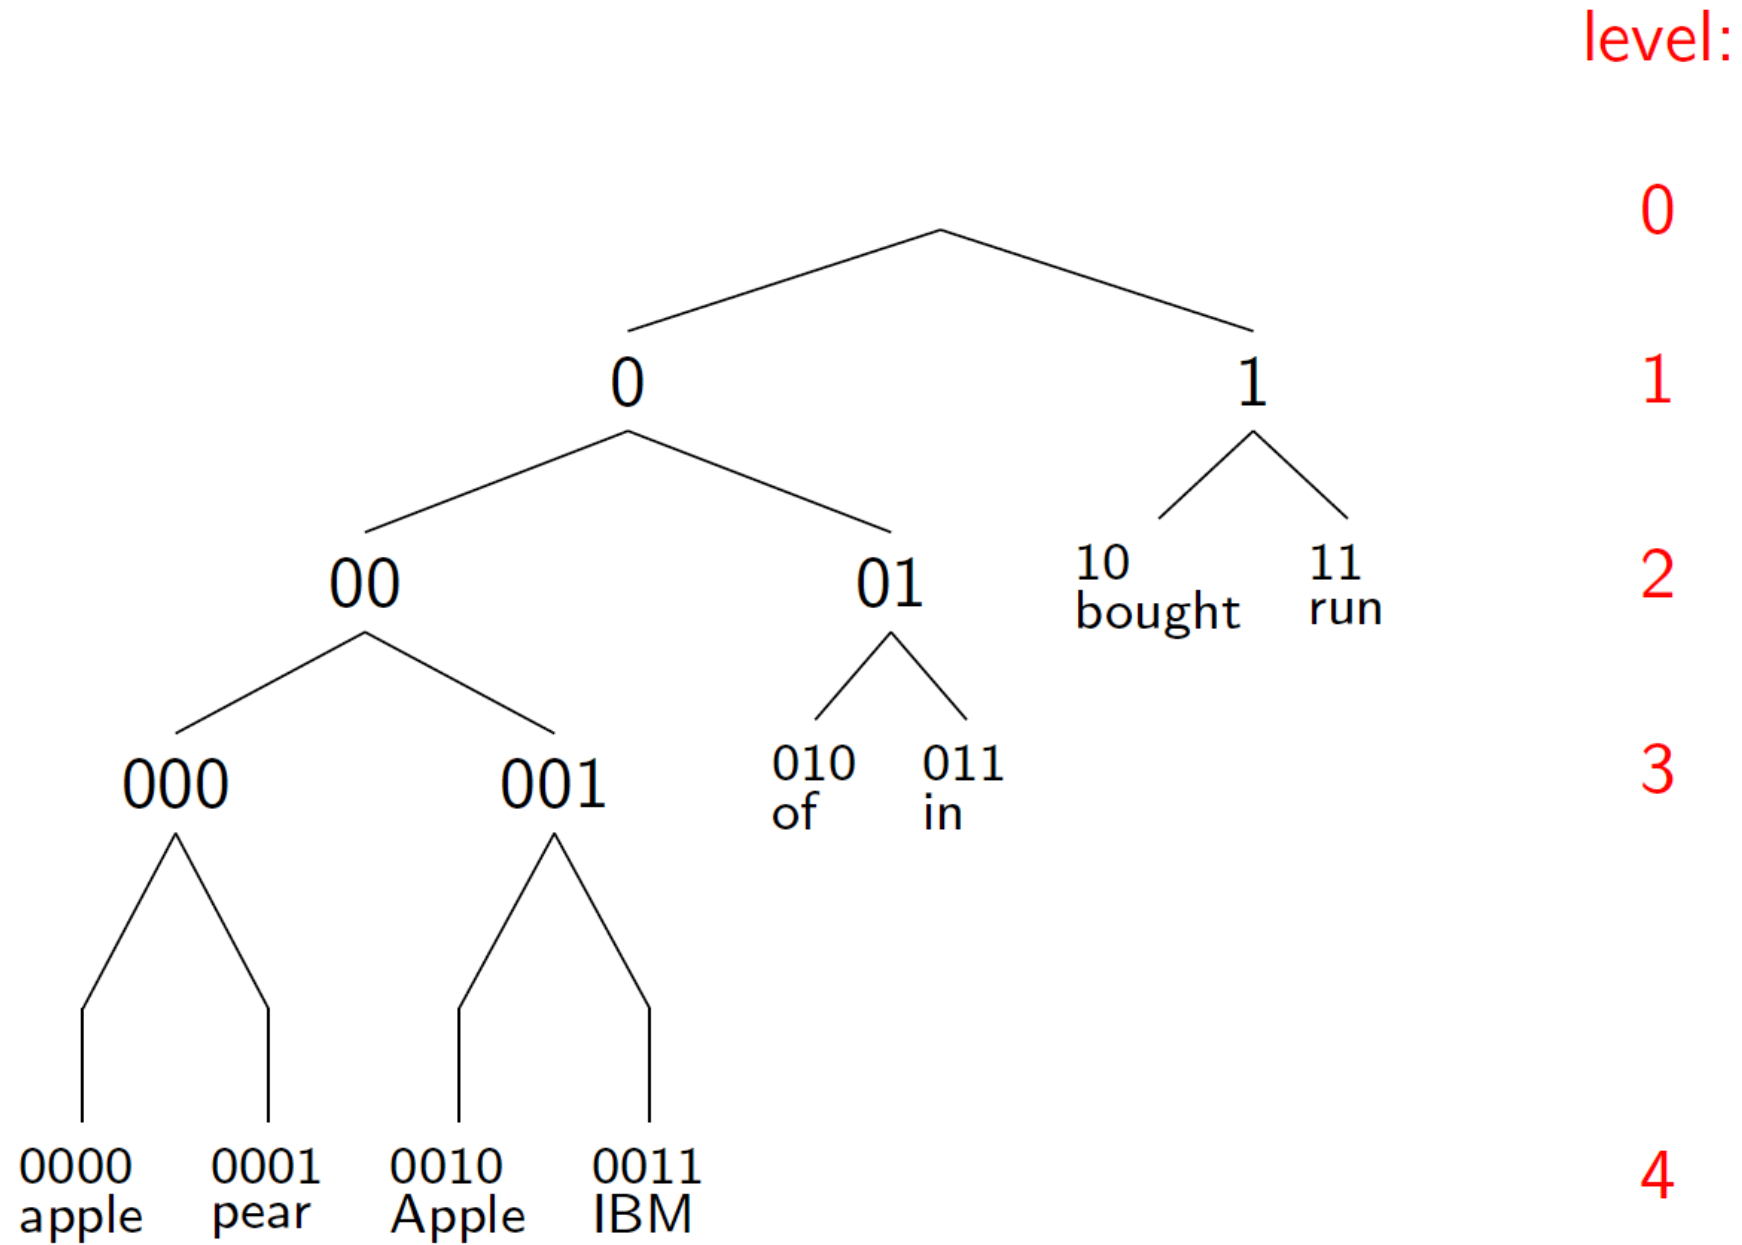 level:
0
0 1 1
00 01 10 11 2
bought run
000 001 010 011 3
of in
0000 0001 0010 0011 4
apple pear Apple IBM